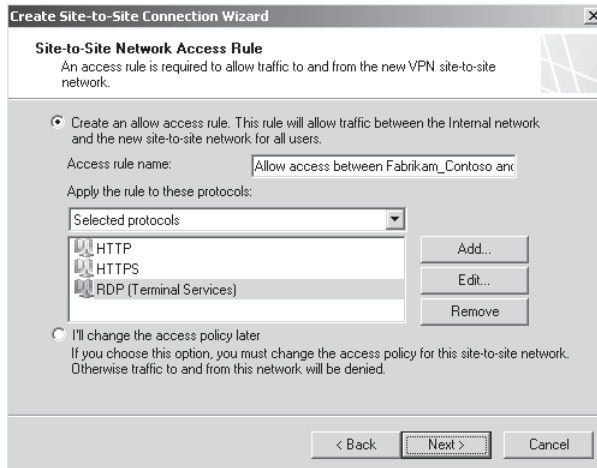 Create Site-to-Site Connection Wizard
Site-to-Site Network Access Rule
An access rule is required to allow traffic to and from the new VPN site-to-site
network.
Create an allow access rule. This rule will allow traffic between the Internal network
and the new site-to-site network for all users.
Access rule name:
Allow access between Fabrikam_Contoso and
Apply the rule to these protocols:
Selected protocols
HTTP
HTTPS
RDP (Terminal Services)
Add...
Edit...
Remove
I'll change the access policy later
If you choose this option, you must change the access policy for this site-to-site network.
Otherwise traffic to and from this network will be denied.
< Back
Next >
Cancel